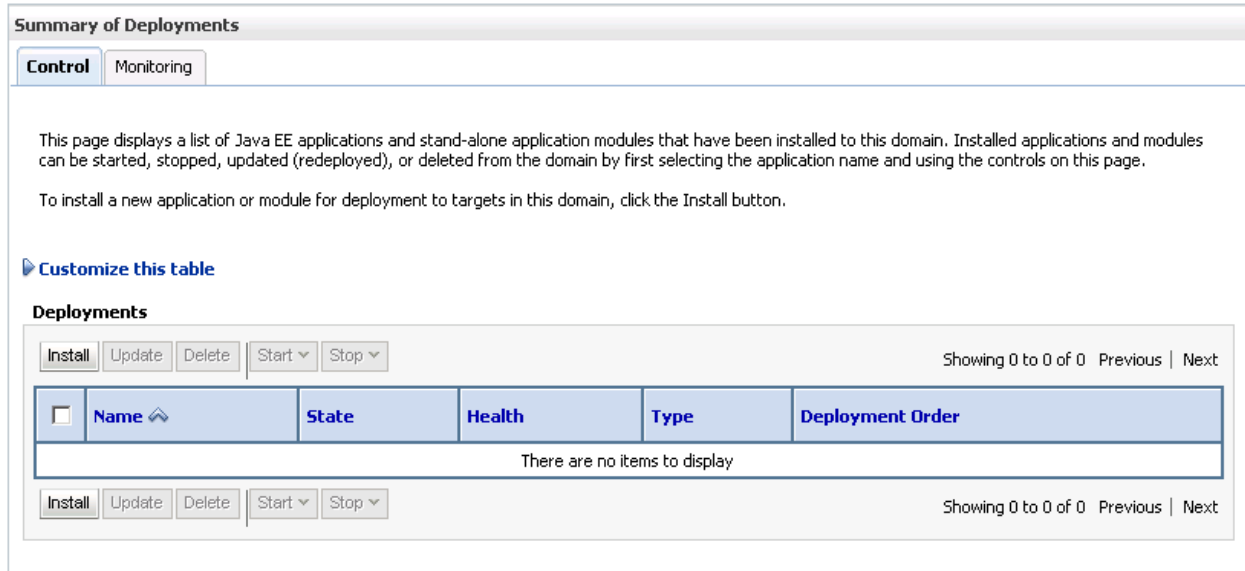 Summary of Deployments
Control Monitoring
This page displays a list of Java EE applications and stand-alone application modules that have been installed to this domain. Installed applications and modules
can be started, stopped, updated (redeployed), or deleted from the domain by first selecting the application name and using the controls on this page.
To install a new application or module for deployment to targets in this domain, click the Install button.
Customize this table
Deployments
Install Update Delete Start Stop Showing 0 to 0 of 0 Previous | Next
Name State Health Type Deployment Order
There are no items to display
Install Update Delete Start Stop Showing 0 to 0 of 0 Previous | Next